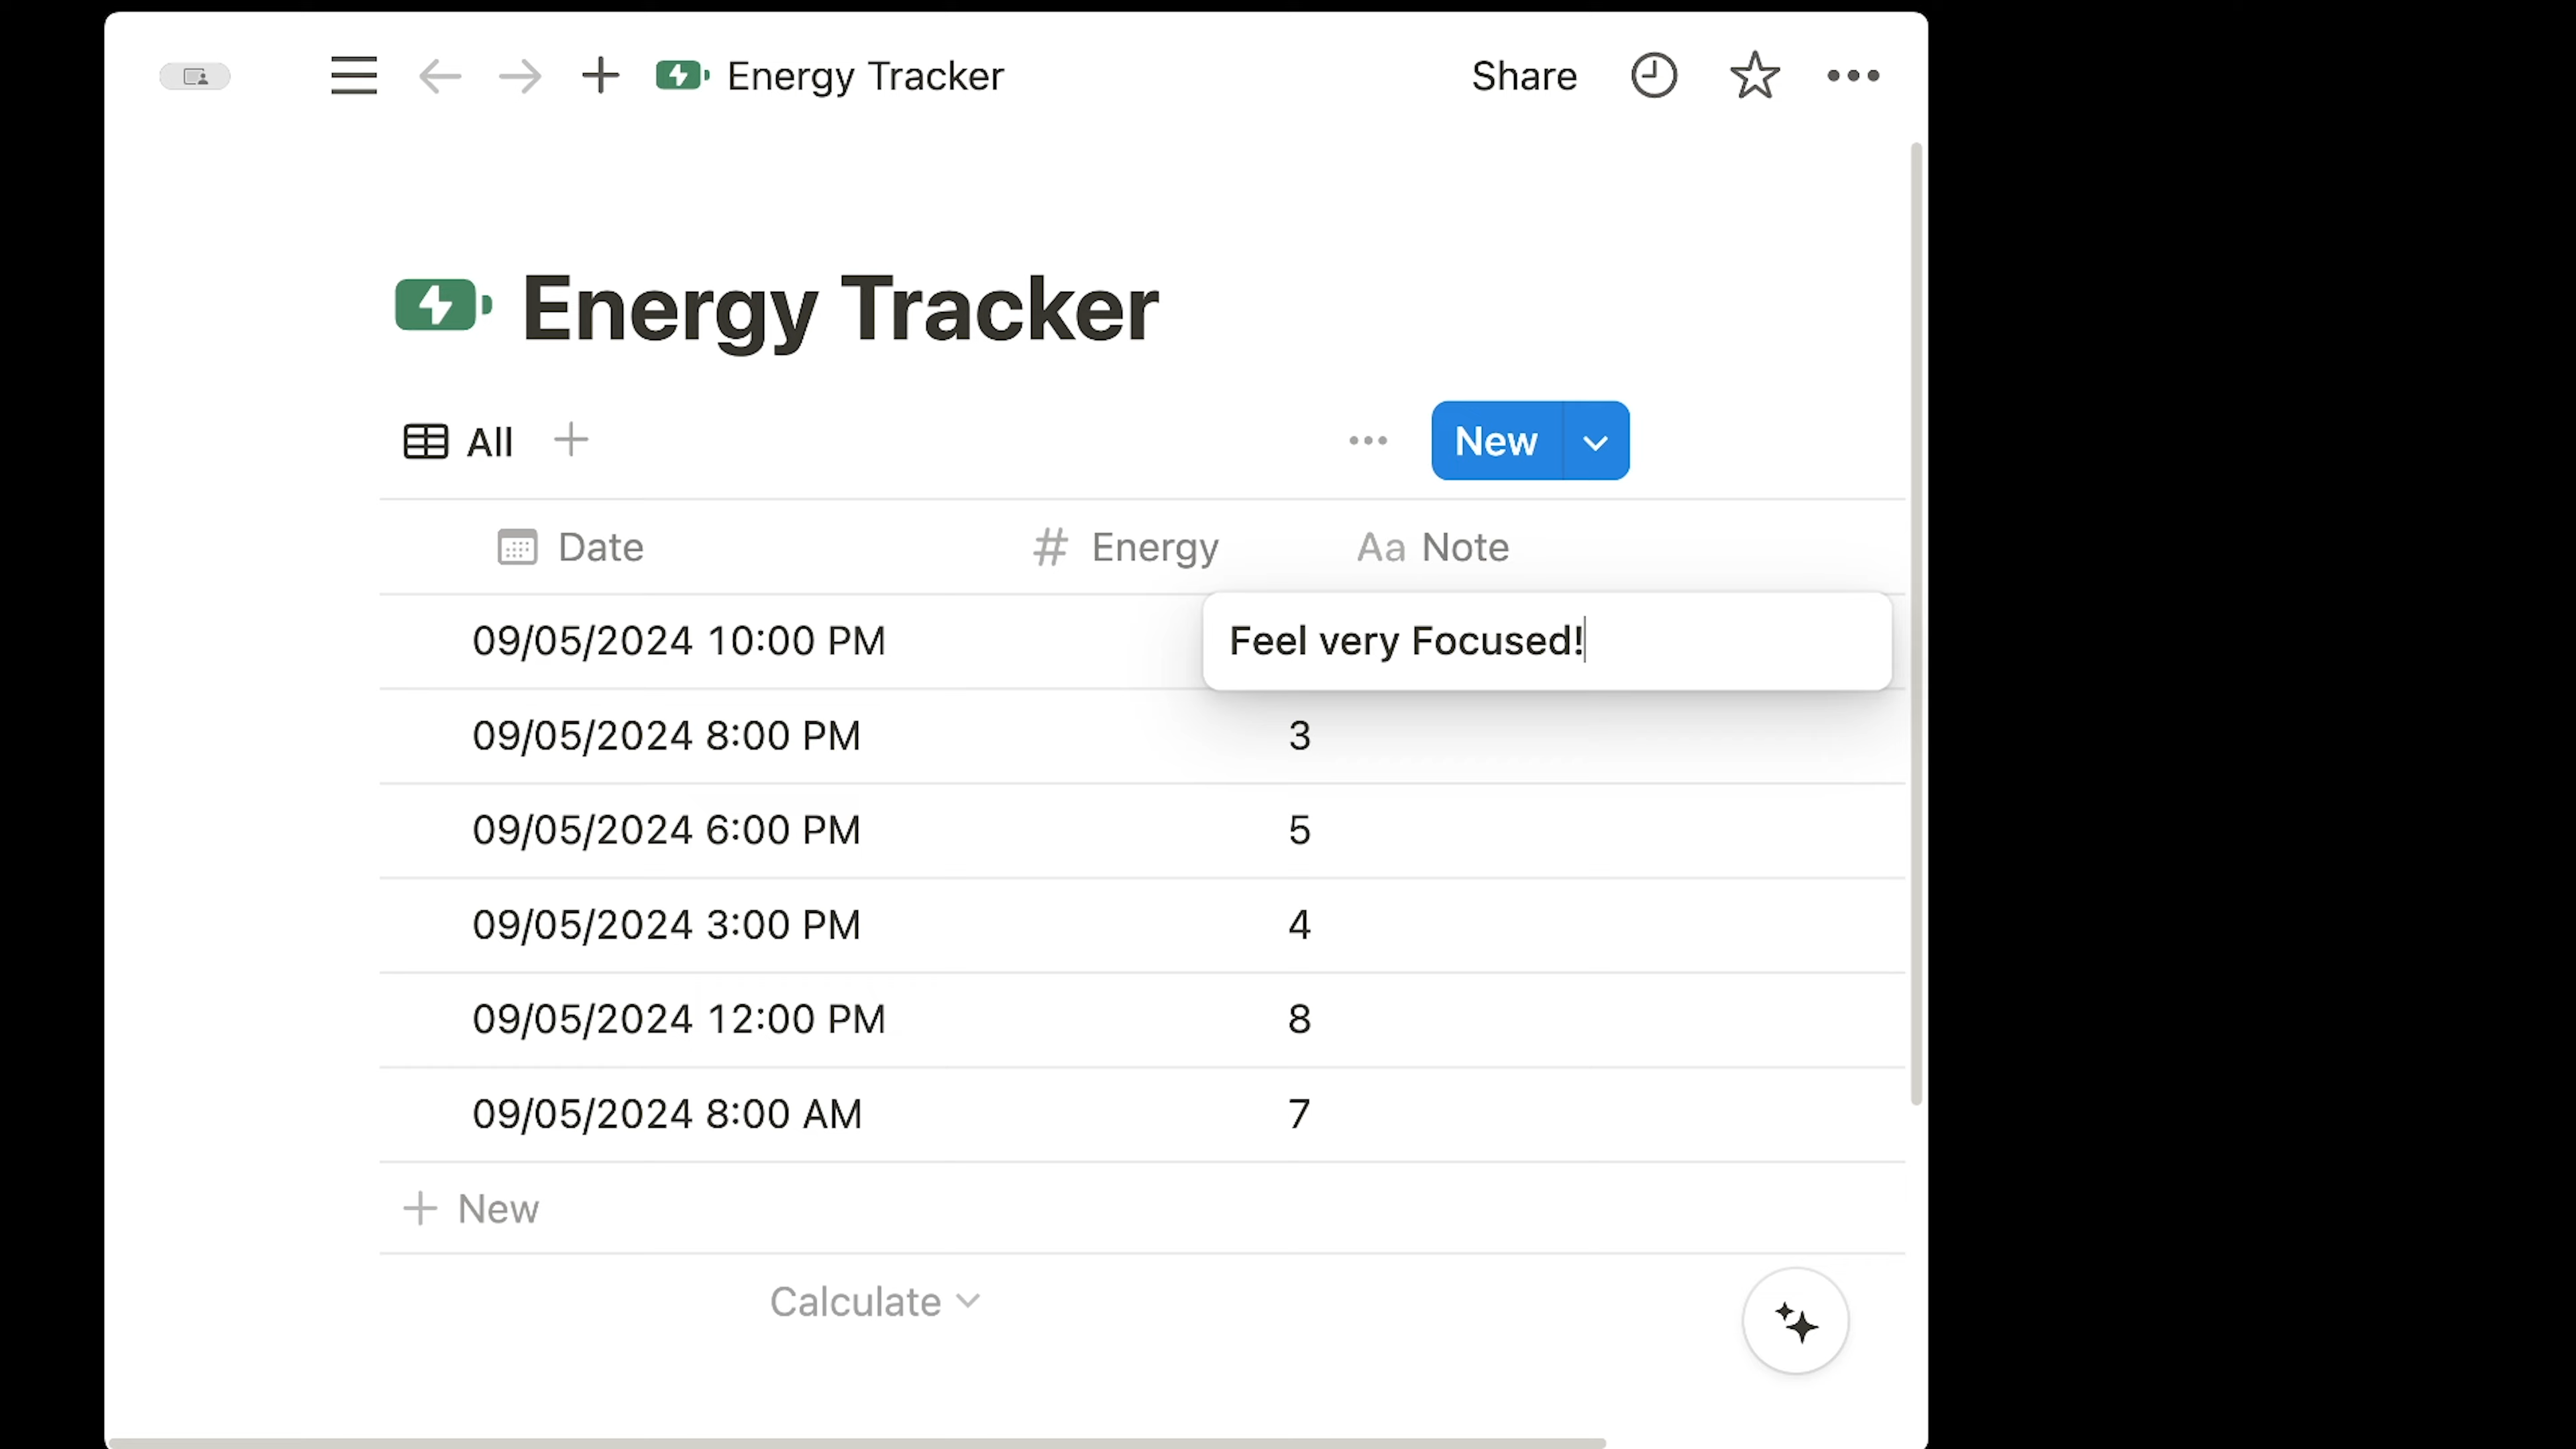 Energy Tracker Share
Energy Tracker
All New
Date # Energy Aa Note
09/05/2024 10:00 PM Feel very Focused!
09/05/2024 8:00 PM 3
09/05/2024 6:00 PM 5
09/05/2024 3:00 PM 4
09/05/2024 12:00 PM 8
09/05/2024 8:00 AM 7
+ New
Calculate